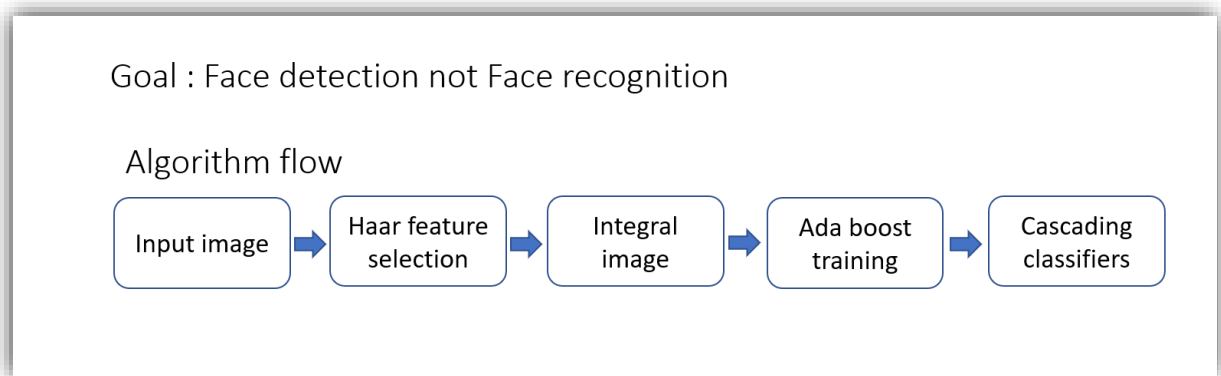 Goal : Face detection not Face recognition
Algorithm flow
Input image
Haar feature
selection
Integral
image
Ada boost
training
Cascading
classifiers